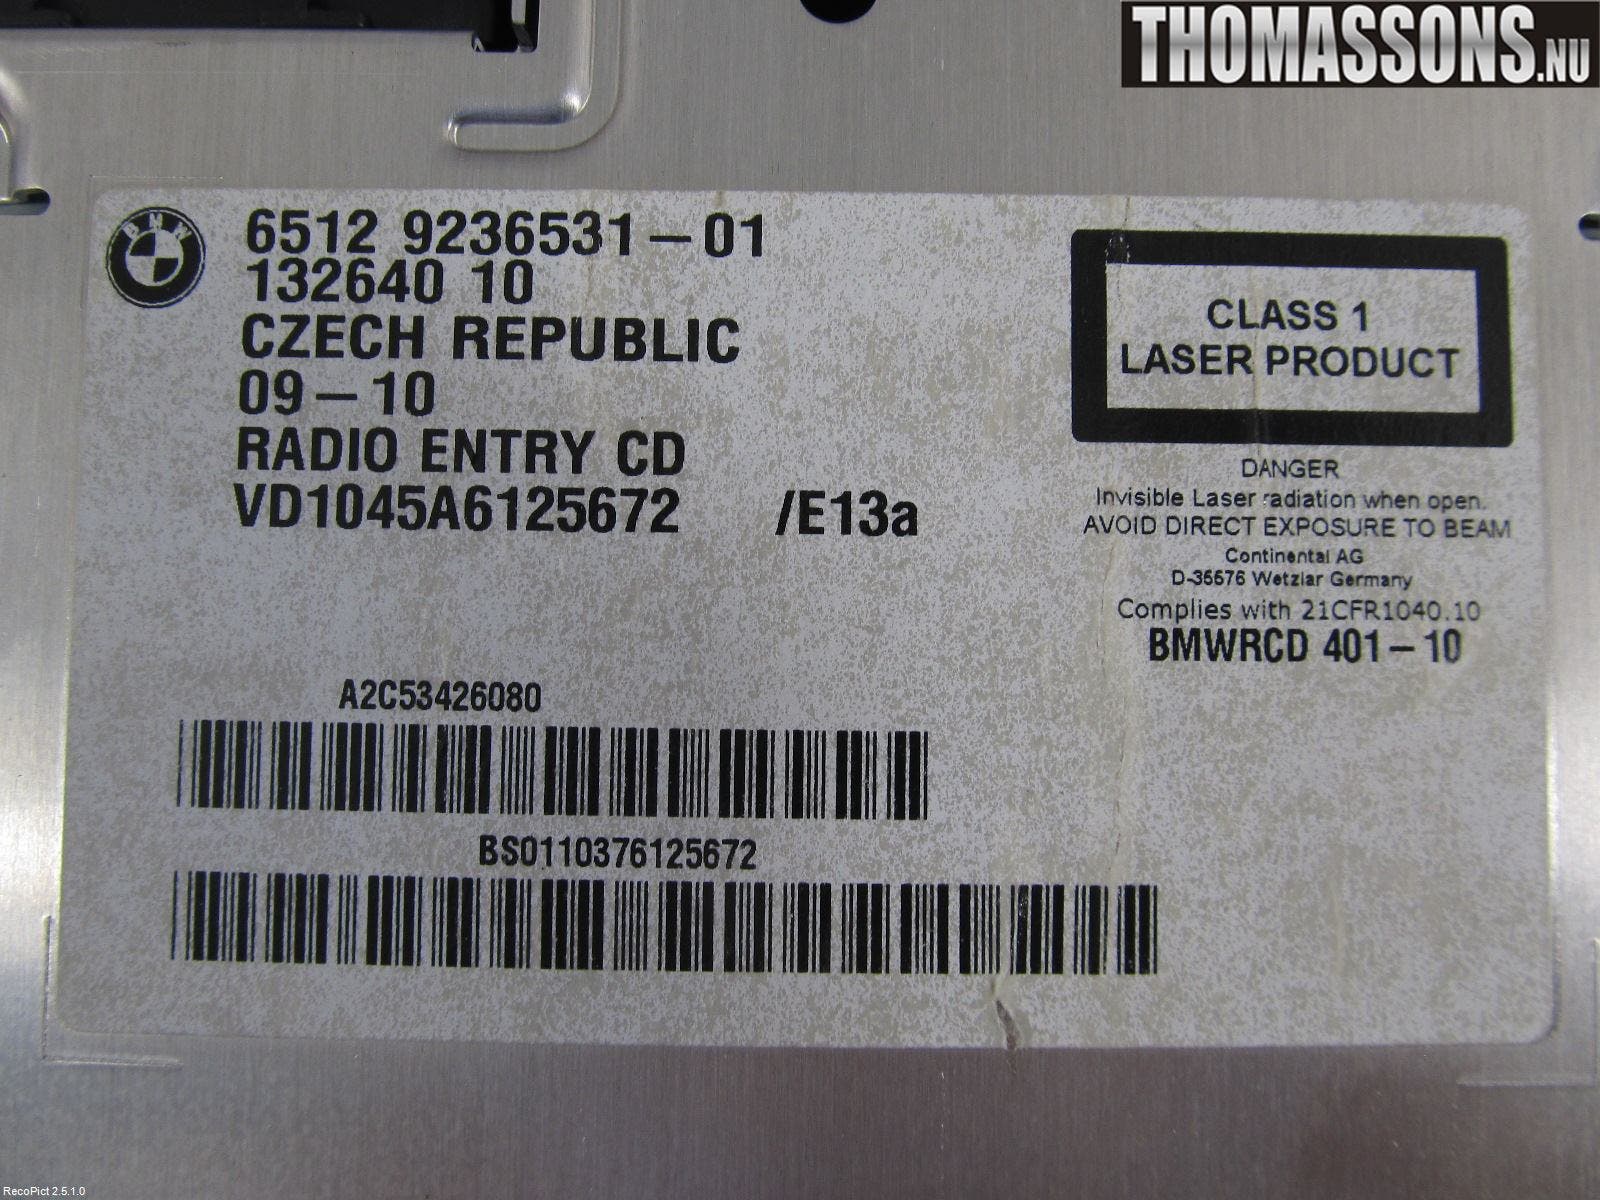 THOMASSONS.NU
BMW
6512 9236531-01
132640 10
CZECH REPUBLIC
09-10
RADIO ENTRY CD
VD1045A6125672 /E13a
CLASS 1
LASER PRODUCT
DANGER
Invisible Laser radiation when open.
AVOID DIRECT EXPOSURE TO BEAM
Continental AG
D-35576 Wetzlar Germany
Complies with 21CFR1040.10
BMWRCD 401-10
A2C53426080
BS0110376125672
RecoPict 2.5.1.0